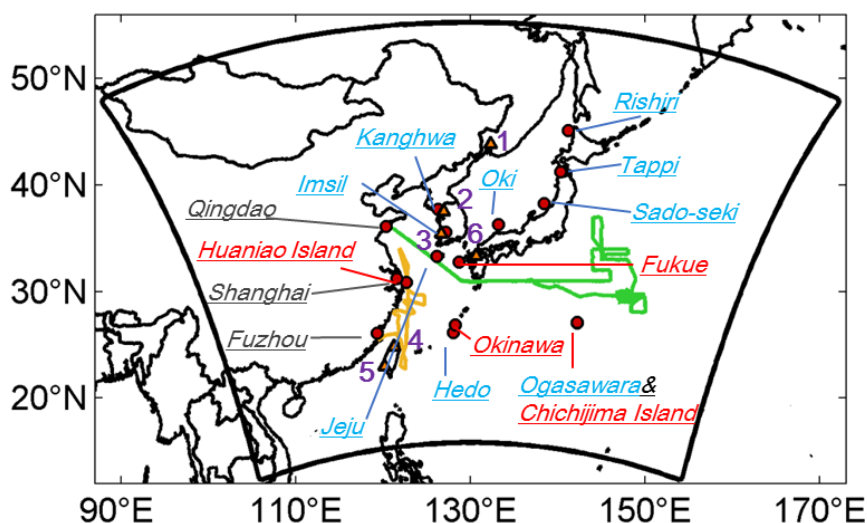 50°N
40°N
30°N
20°N
90°E
110°E
130°E
150°E
170°E
Rishiri
Kanghwa
1
Tappi
Imsil
Oki
2
Qingdao
Sado-seki
3
6
Huaniao Island
Fukue
Shanghai
Fuzhou
4
Okinawa
5
Hedo
Ogasawara&
Chichijima Island
Jeju